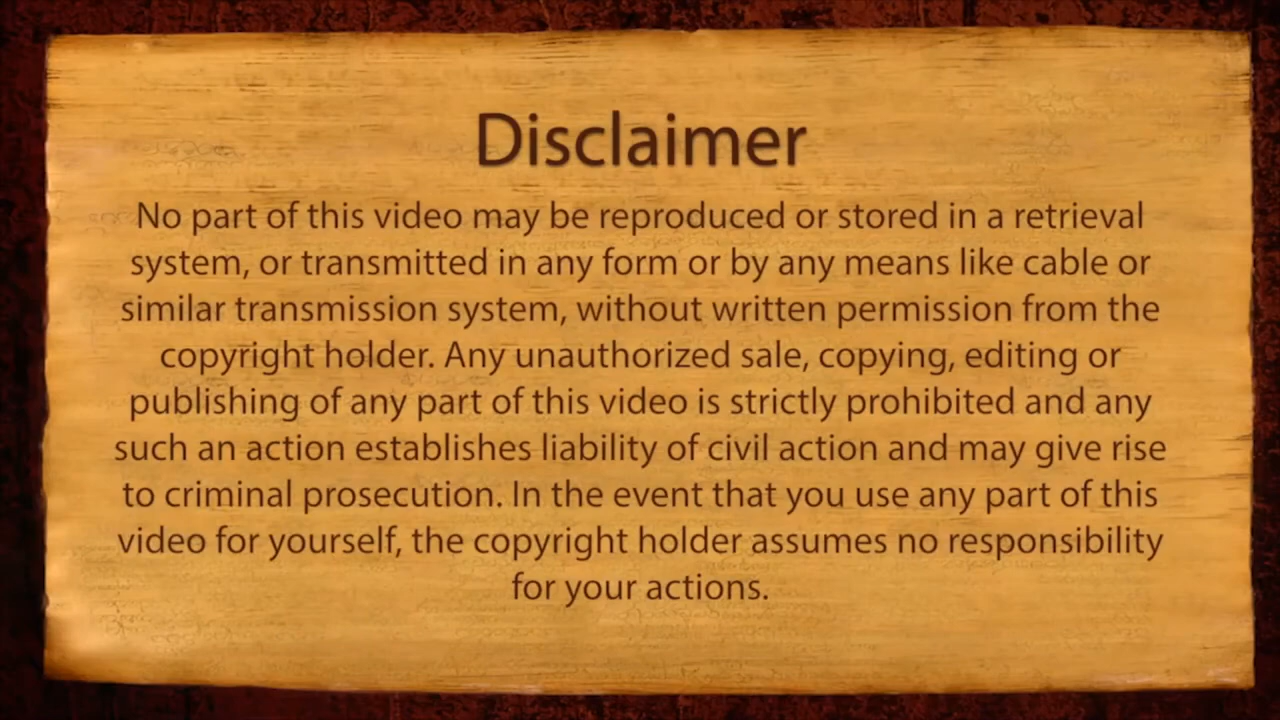 Disclaimer
No part of this video may be reproduced or stored in a retrieval
system, or transmitted in any form or by any means like cable or
similar transmission system, without written permission from the
copyright holder. Any unauthorized sale, copying, editing or
publishing of any part of this video is strictly prohibited and any
such an action establishes liability of civil action and may give rise
to criminal prosecution. In the event that you use any part of this
video for yourself, the copyright holder assumes no responsibility
for your actions.